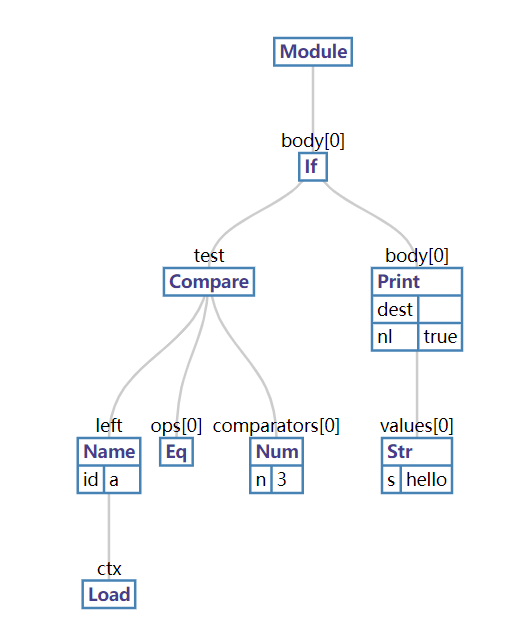 Module
body[0]
If
test
body[0]
Compare
Print
dest
nl true
left ops[0] comparators[0] values[0]
Name Eq Num Str
id a n 3 s hello
ctx
Load